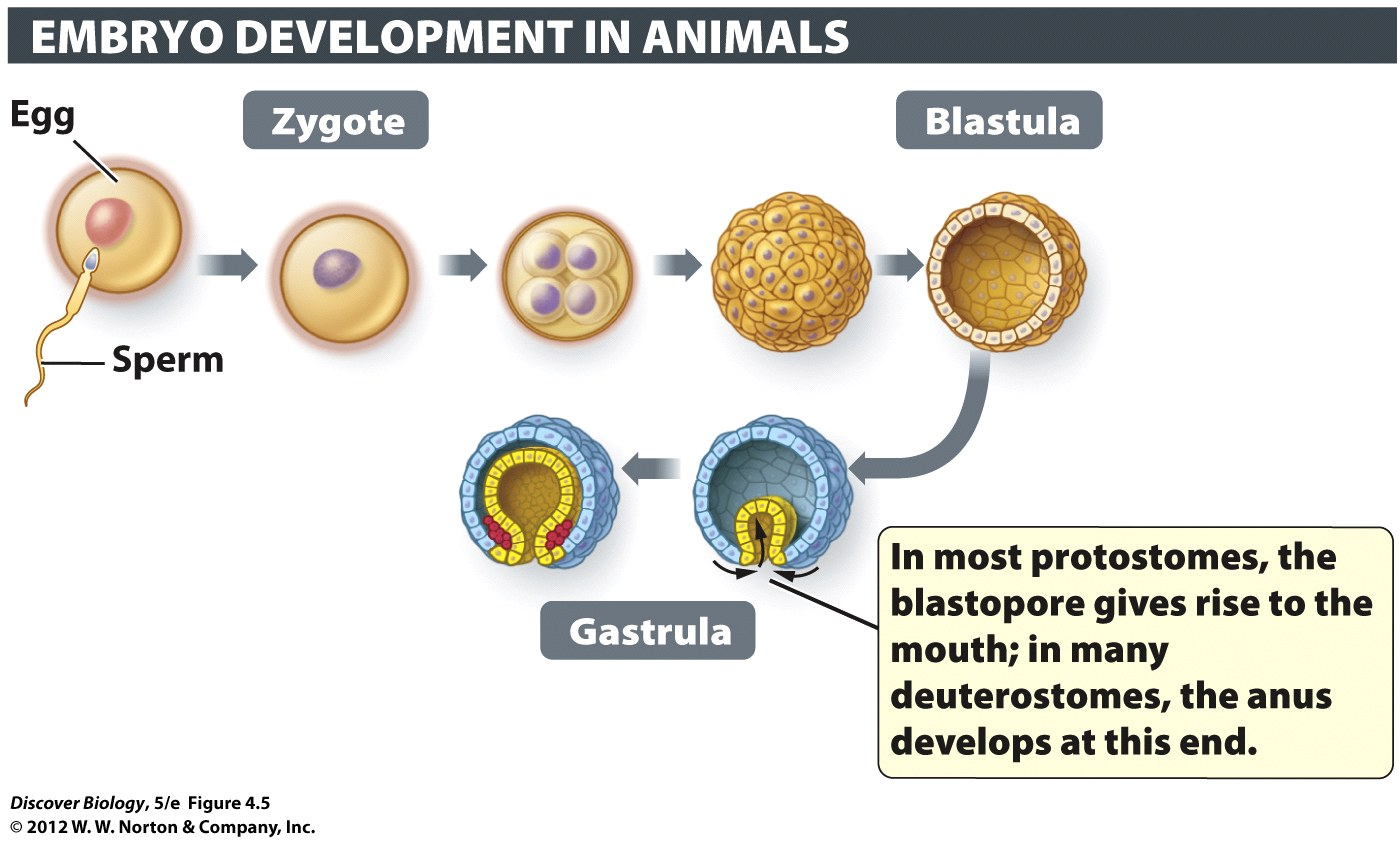 EMBRYO DEVELOPMENT IN ANIMALS
Egg
Zygote
Blastula
Sperm
Gastrula
In most protostomes, the
blastopore gives rise to the
mouth; in many
deuterostomes, the anus
develops at this end.
Discover Biology, 5/e Figure 4.5
© 2012 W. W. Norton & Company, Inc.